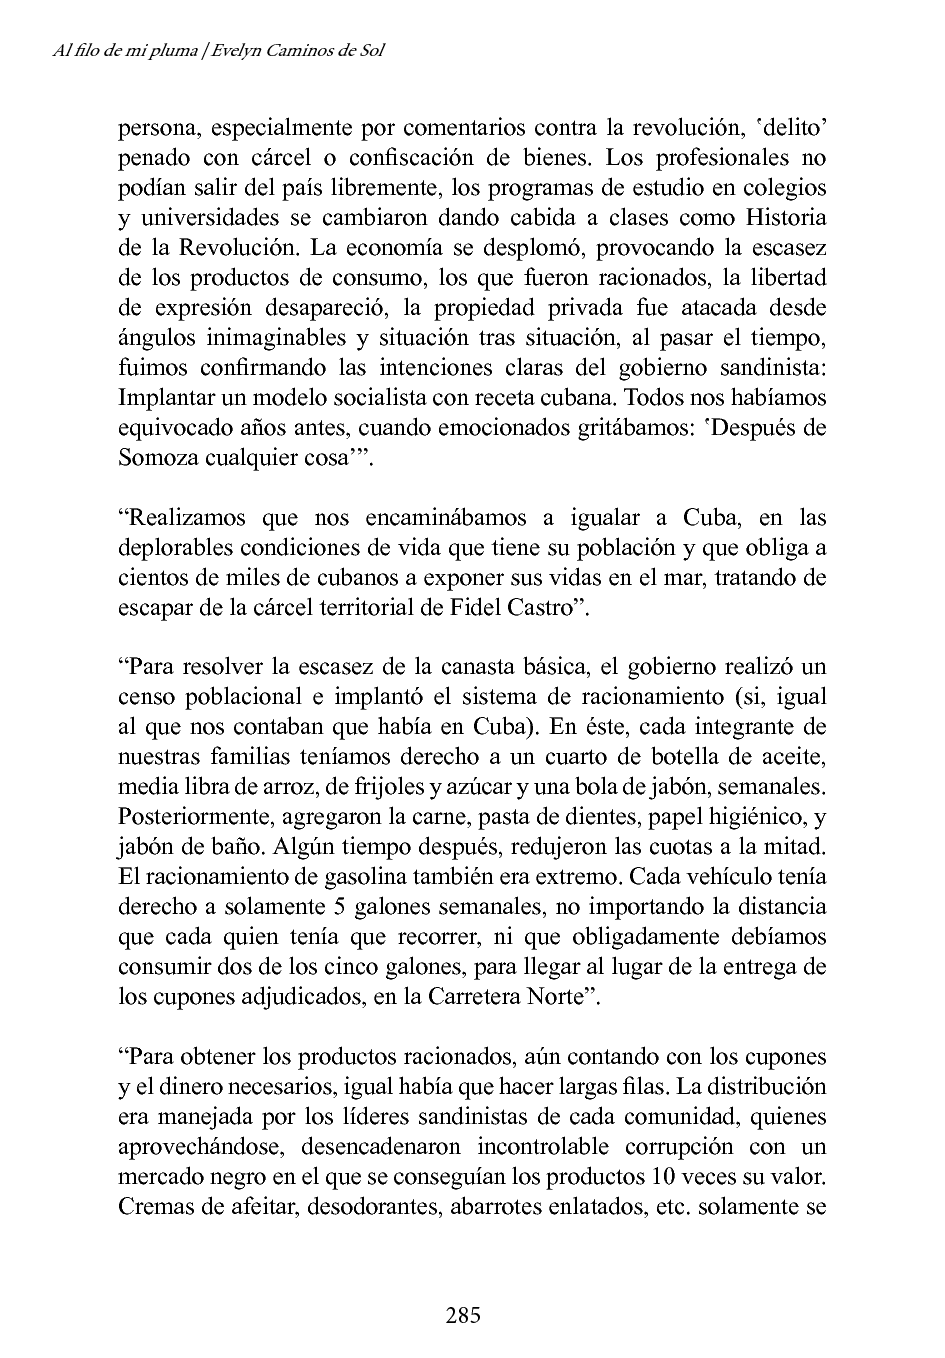 Al filo de mi pluma | Evelyn Caminos de Sol
persona, especialmente por comentarios contra la revolución, ‛delito’
penado con cárcel o confiscación de bienes. Los profesionales no
podían salir del país libremente, los programas de estudio en colegios
y universidades se cambiaron dando cabida a clases como Historia
de la Revolución. La economía se desplomó, provocando la escasez
de los productos de consumo, los que fueron racionados, la libertad
de expresión desapareció, la propiedad privada fue atacada desde
ángulos inimaginables y situación tras situación, al pasar el tiempo,
fuimos confirmando las intenciones claras del gobierno sandinista:
Implantar un modelo socialista con receta cubana. Todos nos habíamos
equivocado años antes, cuando emocionados gritábamos: ‛Después de
Somoza cualquier cosa’”.
“Realizamos que nos encaminábamos a igualar a Cuba, en las
deplorables condiciones de vida que tiene su población y que obliga a
cientos de miles de cubanos a exponer sus vidas en el mar, tratando de
escapar de la cárcel territorial de Fidel Castro”.
“Para resolver la escasez de la canasta básica, el gobierno realizó un
censo poblacional e implantó el sistema de racionamiento (si, igual
al que nos contaban que había en Cuba). En éste, cada integrante de
nuestras familias teníamos derecho a un cuarto de botella de aceite,
media libra de arroz, de frijoles y azúcar y una bola de jabón, semanales.
Posteriormente, agregaron la carne, pasta de dientes, papel higiénico, y
jabón de baño. Algún tiempo después, redujeron las cuotas a la mitad.
El racionamiento de gasolina también era extremo. Cada vehículo tenía
derecho a solamente 5 galones semanales, no importando la distancia
que cada quien tenía que recorrer, ni que obligadamente debíamos
consumir dos de los cinco galones, para llegar al lugar de la entrega de
los cupones adjudicados, en la Carretera Norte”.
“Para obtener los productos racionados, aún contando con los cupones
y el dinero necesarios, igual había que hacer largas filas. La distribución
era manejada por los líderes sandinistas de cada comunidad, quienes
aprovechándose, desencadenaron incontrolable corrupción con un
mercado negro en el que se conseguían los productos 10 veces su valor.
Cremas de afeitar, desodorantes, abarrotes enlatados, etc. solamente se
285